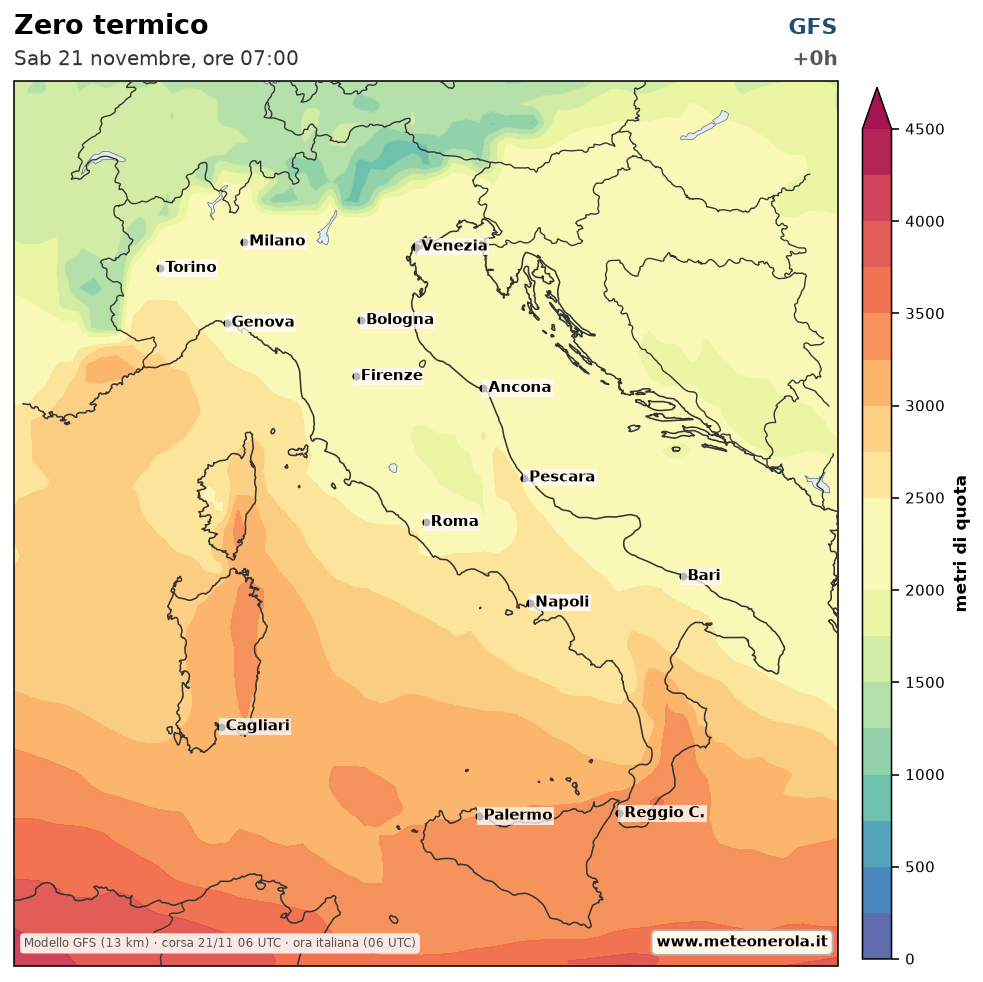 Zero termico
GFS
Sab 21 novembre, ore 07:00
+0h
4500
4000
3500
3000
2500
2000
1500
1000
500
0
metri di quota
Milano
Venezia
Torino
Genova
Bologna
Firenze
Ancona
Pescara
Roma
Bari
Napoli
Cagliari
Palermo
Reggio C.
Modello GFS (13 km) · corsa 21/11 06 UTC · ora italiana (06 UTC)
www.meteonerola.it